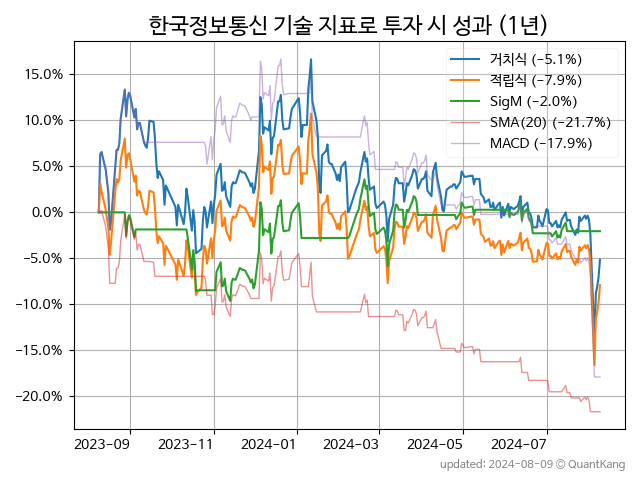 한국정보통신 기술 지표로 투자 시 성과 (1년)
거치식 (−5.1%)
적립식 (−7.9%)
SigM (−2.0%)
SMA(20) (−21.7%)
MACD (−17.9%)
15.0%
10.0%
5.0%
0.0%
−5.0%
−10.0%
−15.0%
−20.0%
2023-09 2023-11 2024-01 2024-03 2024-05 2024-07
updated: 2024-08-09 © QuantKang